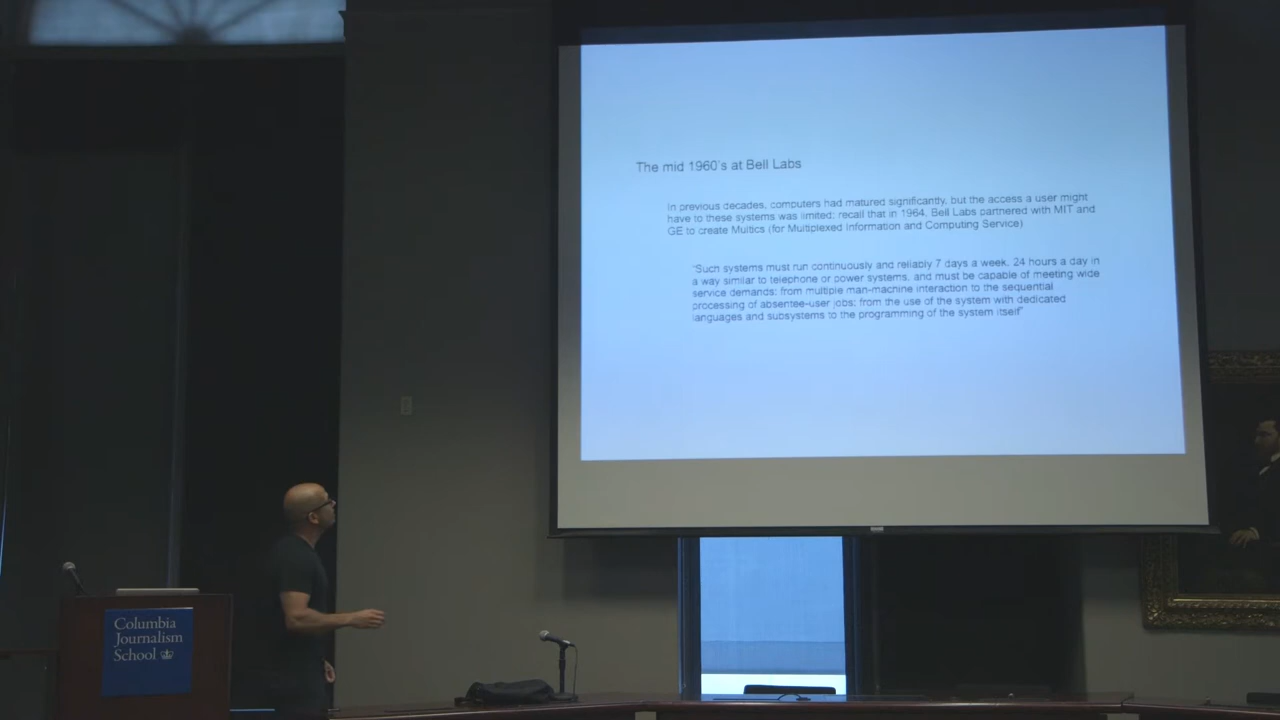 The mid 1960's at Bell Labs
In previous decades, computers had matured significantly, but the access a user might
have to these systems was limited; recall that in 1964, Bell Labs partnered with MIT and
GE to create Multics (for Multiplexed Information and Computing Service)
"Such systems must run continuously and reliably 7 days a week, 24 hours a day in
a way similar to telephone or power systems, and must be capable of meeting wide
service demands: from multiple man-machine interaction to the sequential
processing of absentee-user jobs; from the use of the system with dedicated
languages and subsystems to the programming of the system itself"
Columbia
Journalism
School